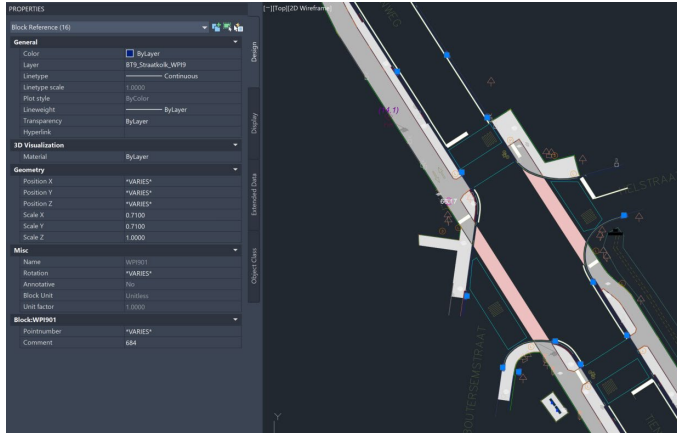 PROPERTIES
Block Reference (16)
General
Color ByLayer
Layer BT9_Straatkolk_WPI9
Linetype Continuous
Linetype scale 1.0000
Plot style ByColor
Lineweight ByLayer
Transparency ByLayer
Hyperlink
3D Visualization
Material ByLayer
Geometry
Position X *VARIES*
Position Y *VARIES*
Position Z *VARIES*
Scale X 0.7100
Scale Y 0.7100
Scale Z 1.0000
Misc
Name WPI901
Rotation *VARIES*
Annotative No
Block Unit Unitless
Unit factor 1.0000
Block:WPI901
Pointnumber *VARIES*
Comment 684
Design
Display
Extended Data
Object Class
[−][Top][2D Wireframe]
Y